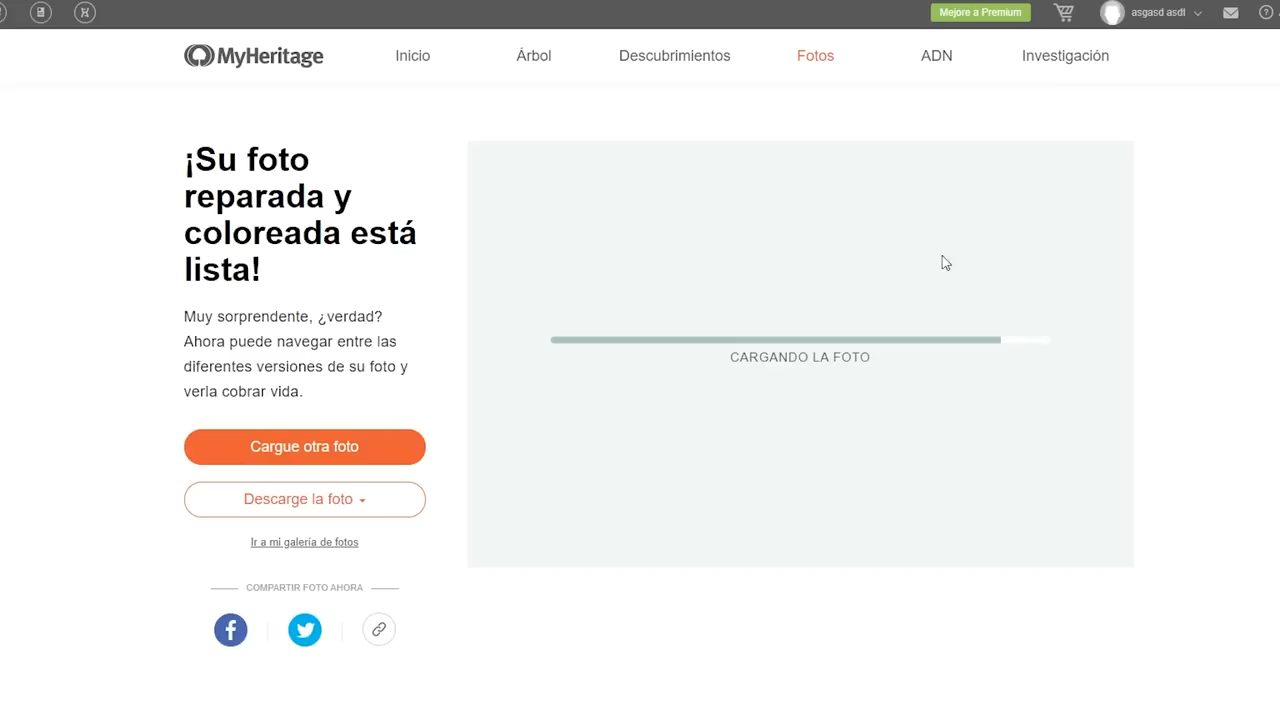 Mejore a Premium
asgasd asdl
MyHeritage
Inicio
Árbol
Descubrimientos
Fotos
ADN
Investigación
¡Su foto
reparada y
coloreada está
lista!
Muy sorprendente, ¿verdad?
Ahora puede navegar entre las
diferentes versiones de su foto y
verla cobrar vida.
Cargue otra foto
Descarge la foto
Ir a mi galería de fotos
COMPARTIR FOTO AHORA
CARGANDO LA FOTO